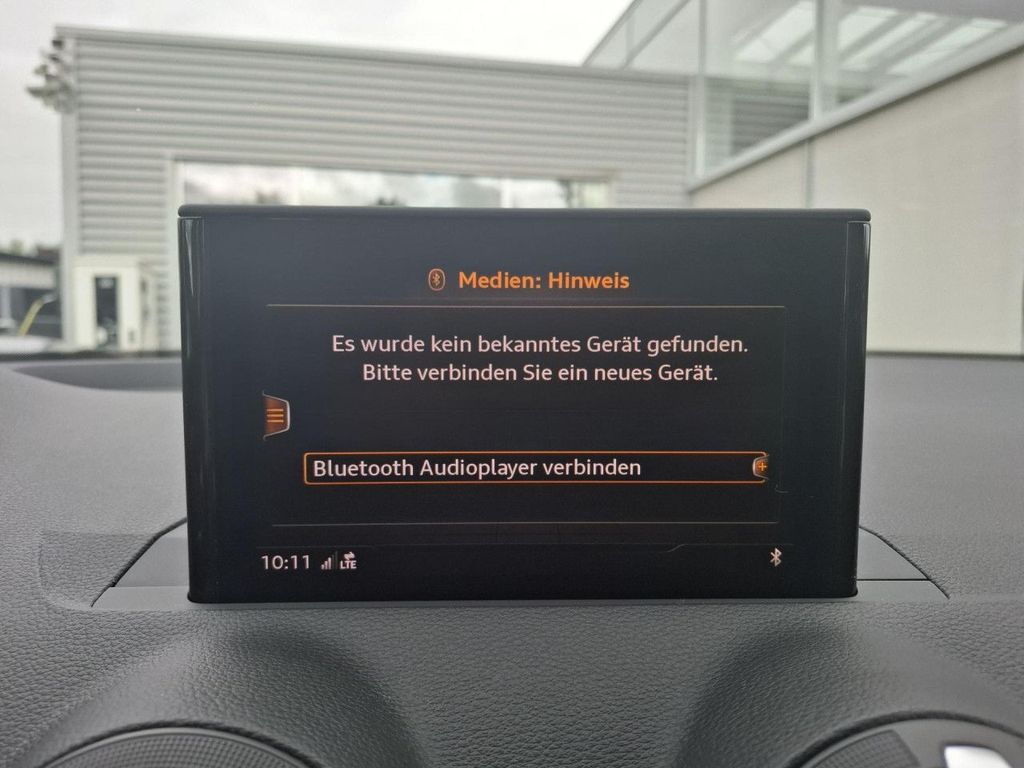 Medien: Hinweis
Es wurde kein bekanntes Gerät gefunden.
Bitte verbinden Sie ein neues Gerät.
Bluetooth Audioplayer verbinden
10:11 LTE